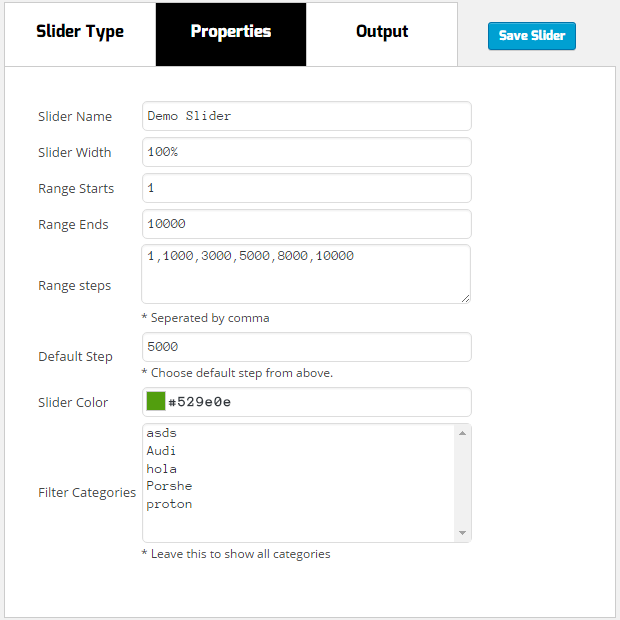 Slider Type Properties Output Save Slider
Slider Name Demo Slider
Slider Width 100%
Range Starts 1
Range Ends 10000
Range steps 1,1000,3000,5000,8000,10000
* Seperated by comma
Default Step 5000
* Choose default step from above.
Slider Color #529e0e
Filter Categories
asds
Audi
hola
Porshe
proton
* Leave this to show all categories